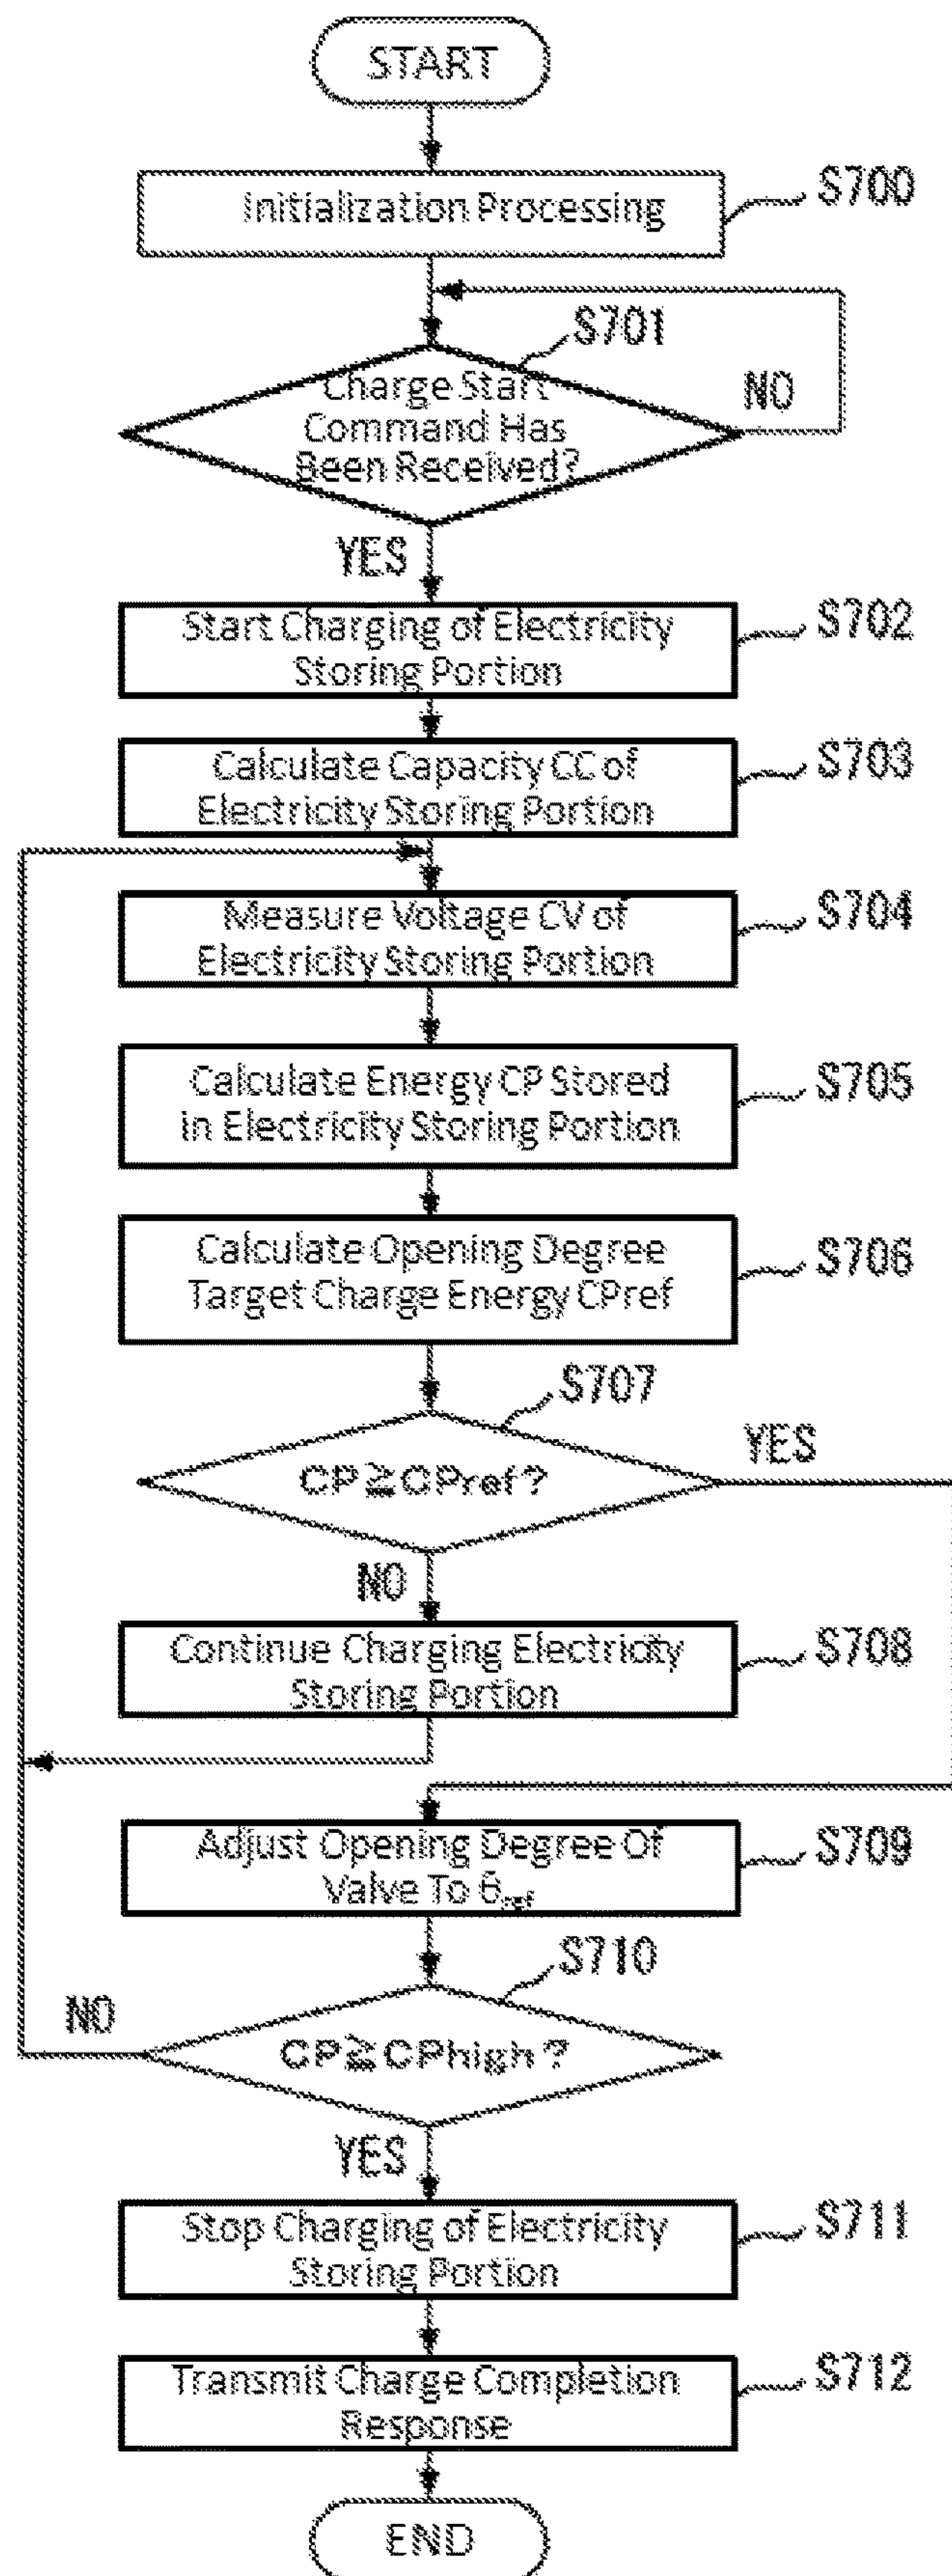 START
Initialization Processing
S700
S701
Charge Start
Command Has
Been Received?
NO
YES
Start Charging of Electricity
Storing Portion
S702
Calculate Capacity CC of
Electricity Storing Portion
S703
Measure Voltage CV of
Electricity Storing Portion
S704
Calculate Energy CP Stored
in Electricity Storing Portion
S705
Calculate Opening Degree
Target Charge Energy CPref
S706
S707
CP≧CPref?
YES
NO
Continue Charging Electricity
Storing Portion
S708
Adjust Opening Degree Of
Valve To θref
S709
S710
CP≧CPhigh?
NO
YES
Stop Charging of Electricity
Storing Portion
S711
Transmit Charge Completion
Response
S712
END